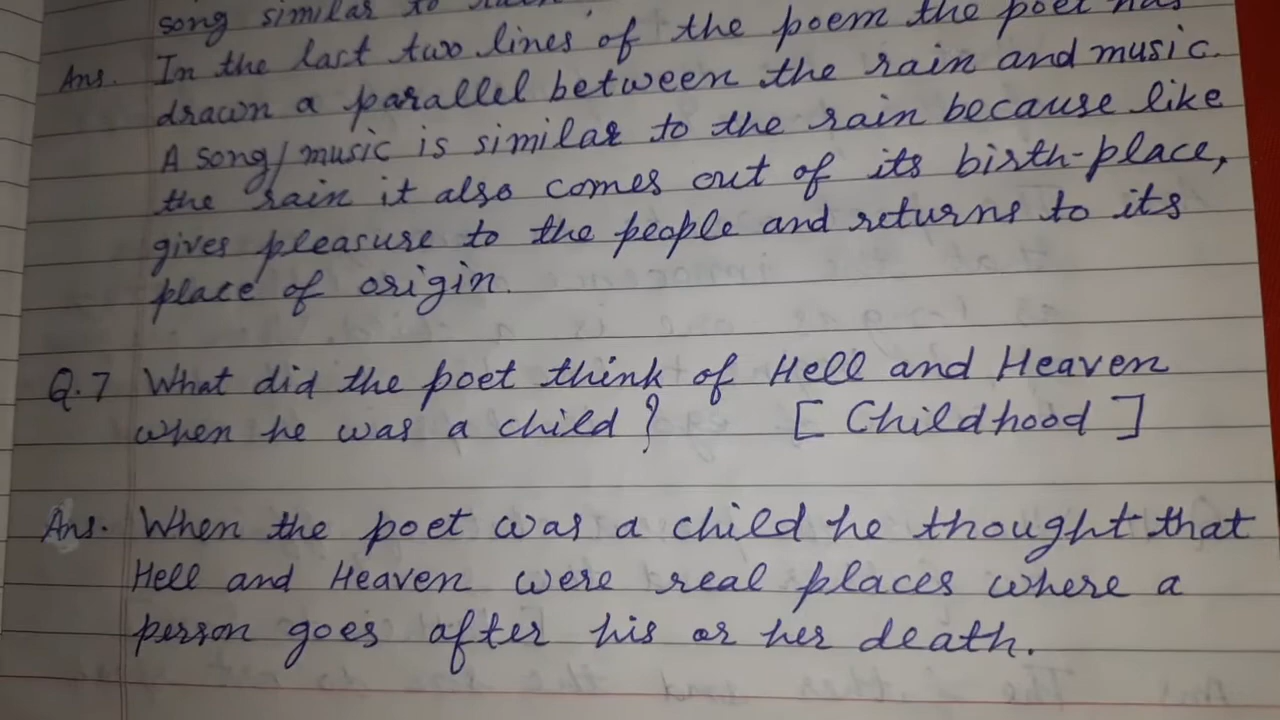 song similar to rain
Ans. In the last two lines of the poem the poet has
drawn a parallel between the rain and music.
A song/music is similar to the rain because like
the rain it also comes out of its birth-place,
gives pleasure to the people and returns to its
place of origin.
Q.7 What did the poet think of Hell and Heaven
when he was a child? [Childhood]
Ans. When the poet was a child he thought that
Hell and Heaven were real places where a
person goes after his or her death.